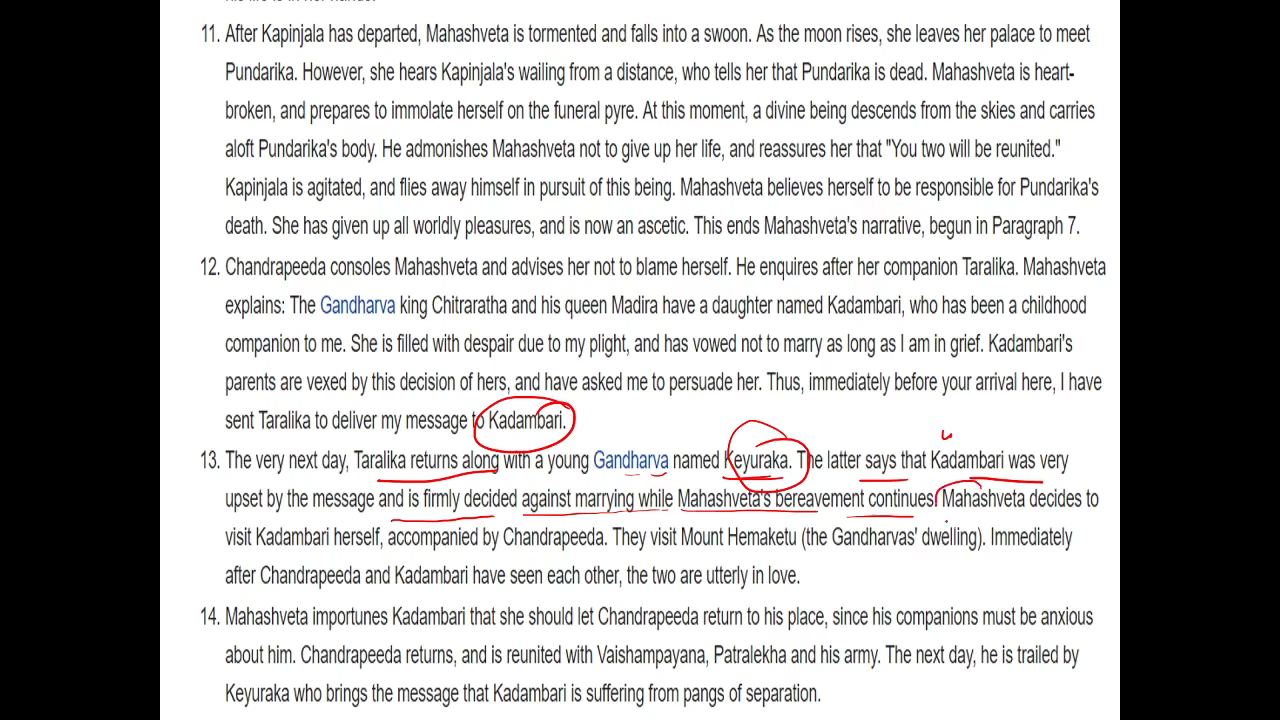 11. After Kapinjala has departed, Mahashveta is tormented and falls into a swoon. As the moon rises, she leaves her palace to meet
Pundarika. However, she hears Kapinjala's wailing from a distance, who tells her that Pundarika is dead. Mahashveta is heart-
broken, and prepares to immolate herself on the funeral pyre. At this moment, a divine being descends from the skies and carries
aloft Pundarika's body. He admonishes Mahashveta not to give up her life, and reassures her that "You two will be reunited."
Kapinjala is agitated, and flies away himself in pursuit of this being. Mahashveta believes herself to be responsible for Pundarika's
death. She has given up all worldly pleasures, and is now an ascetic. This ends Mahashveta's narrative, begun in Paragraph 7.
12. Chandrapeeda consoles Mahashveta and advises her not to blame herself. He enquires after her companion Taralika. Mahashveta
explains: The Gandharva king Chitraratha and his queen Madira have a daughter named Kadambari, who has been a childhood
companion to me. She is filled with despair due to my plight, and has vowed not to marry as long as I am in grief. Kadambari's
parents are vexed by this decision of hers, and have asked me to persuade her. Thus, immediately before your arrival here, I have
sent Taralika to deliver my message to Kadambari.
13. The very next day, Taralika returns along with a young Gandharva named Keyuraka. The latter says that Kadambari was very
upset by the message and is firmly decided against marrying while Mahashveta's bereavement continues. Mahashveta decides to
visit Kadambari herself, accompanied by Chandrapeeda. They visit Mount Hemaketu (the Gandharvas' dwelling). Immediately
after Chandrapeeda and Kadambari have seen each other, the two are utterly in love.
14. Mahashveta importunes Kadambari that she should let Chandrapeeda return to his place, since his companions must be anxious
about him. Chandrapeeda returns, and is reunited with Vaishampayana, Patralekha and his army. The next day, he is trailed by
Keyuraka who brings the message that Kadambari is suffering from pangs of separation.